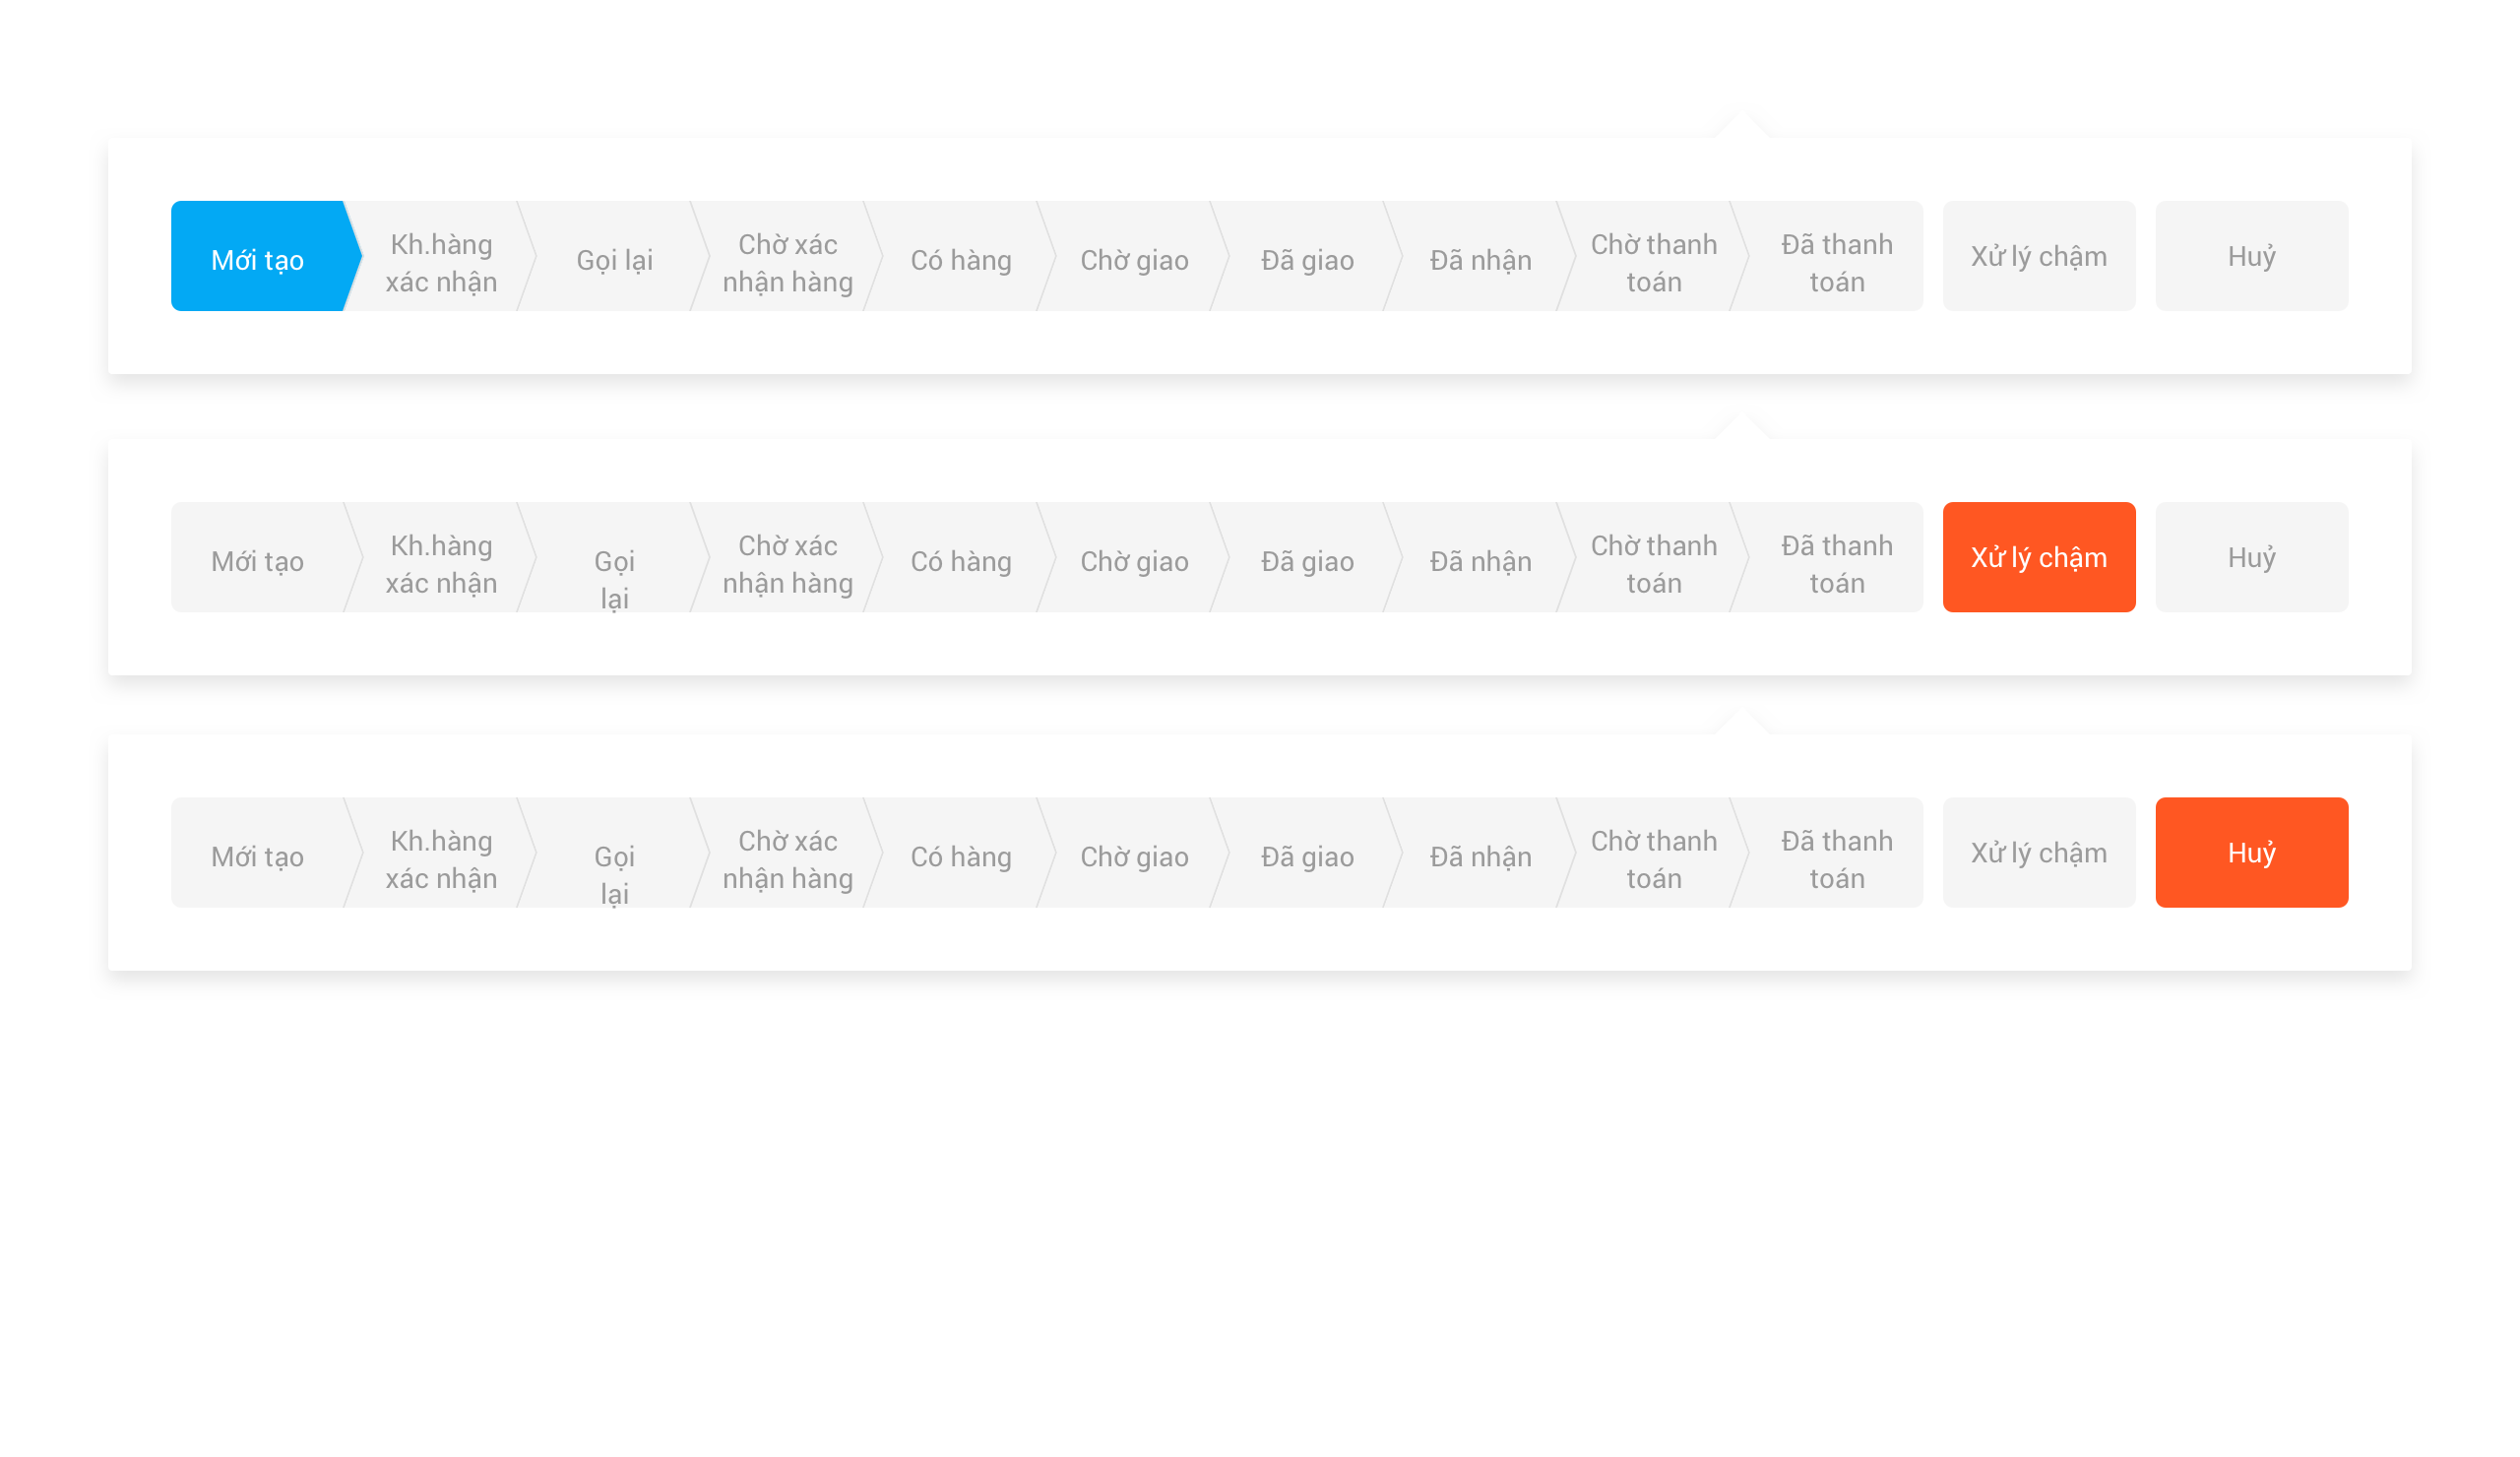 Mới tạo
Kh.hàng
xác nhận
Gọi lại
Chờ xác
nhận hàng
Có hàng
Chờ giao
Đã giao
Đã nhận
Chờ thanh
toán
Đã thanh
toán
Xử lý chậm
Huỷ
Mới tạo
Kh.hàng
xác nhận
Gọi
lại
Chờ xác
nhận hàng
Có hàng
Chờ giao
Đã giao
Đã nhận
Chờ thanh
toán
Đã thanh
toán
Xử lý chậm
Huỷ
Mới tạo
Kh.hàng
xác nhận
Gọi
lại
Chờ xác
nhận hàng
Có hàng
Chờ giao
Đã giao
Đã nhận
Chờ thanh
toán
Đã thanh
toán
Xử lý chậm
Huỷ